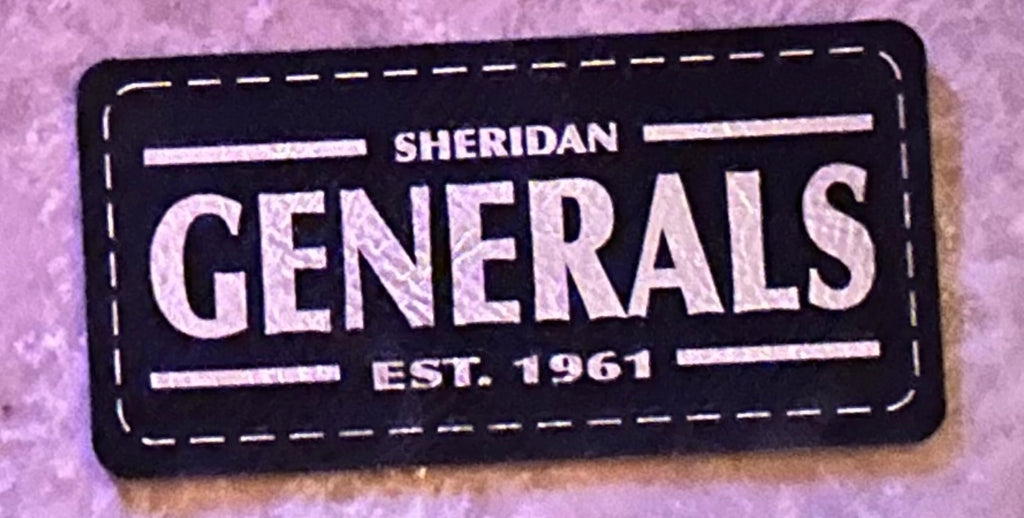 SHERIDAN
GENERALS
EST. 1961